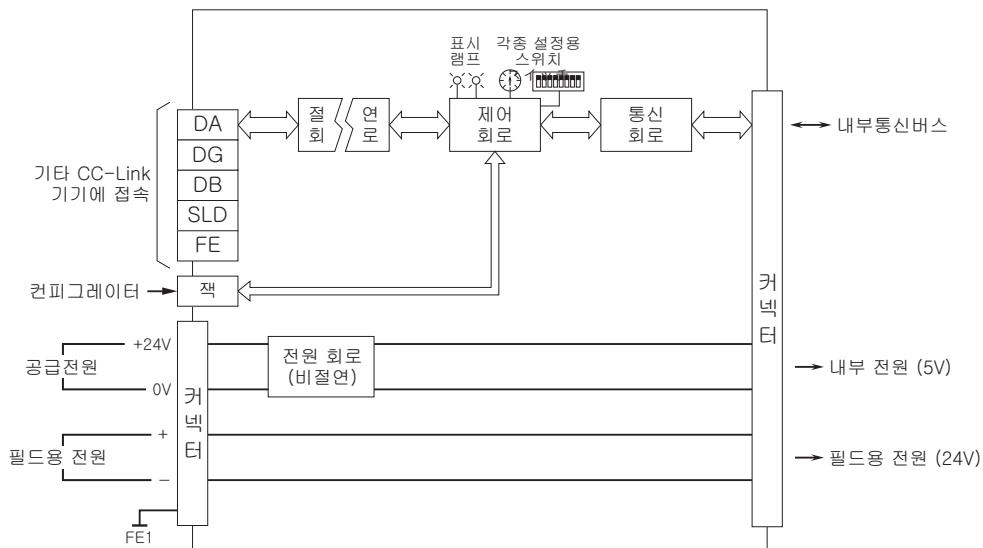 표시
램프
각종 설정용
스위치
DA
DG
DB
SLD
FE
절 연
회 로
제어
회로
통신
회로
내부통신버스
기타 CC-Link
기기에 접속
컨피그레이터
잭
커넥터
+24V
공급전원
0V
전원 회로
(비절연)
내부 전원 (5V)
커넥터
+
필드용 전원
−
필드용 전원 (24V)
FE1